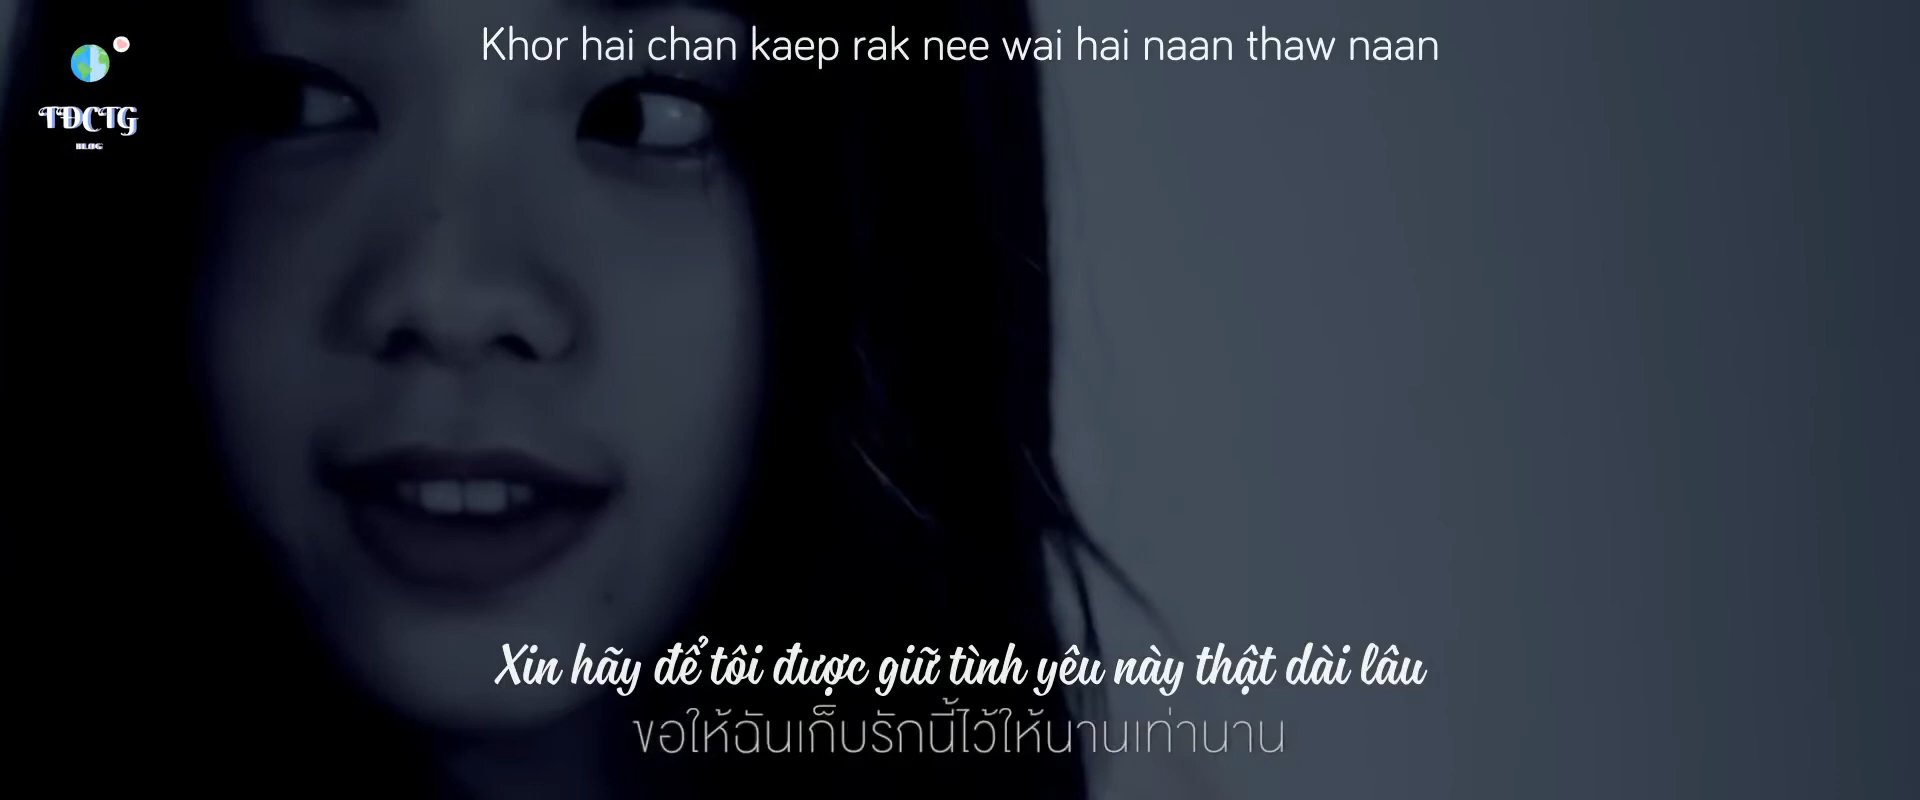 Khor hai chan kaep rak nee wai hai naan thaw naan
TĐCTG
BLOG
Xin hãy để tôi được giữ tình yêu này thật dài lâu
ขอให้ฉันเก็บรักนี้ไว้ให้นานเท่านาน